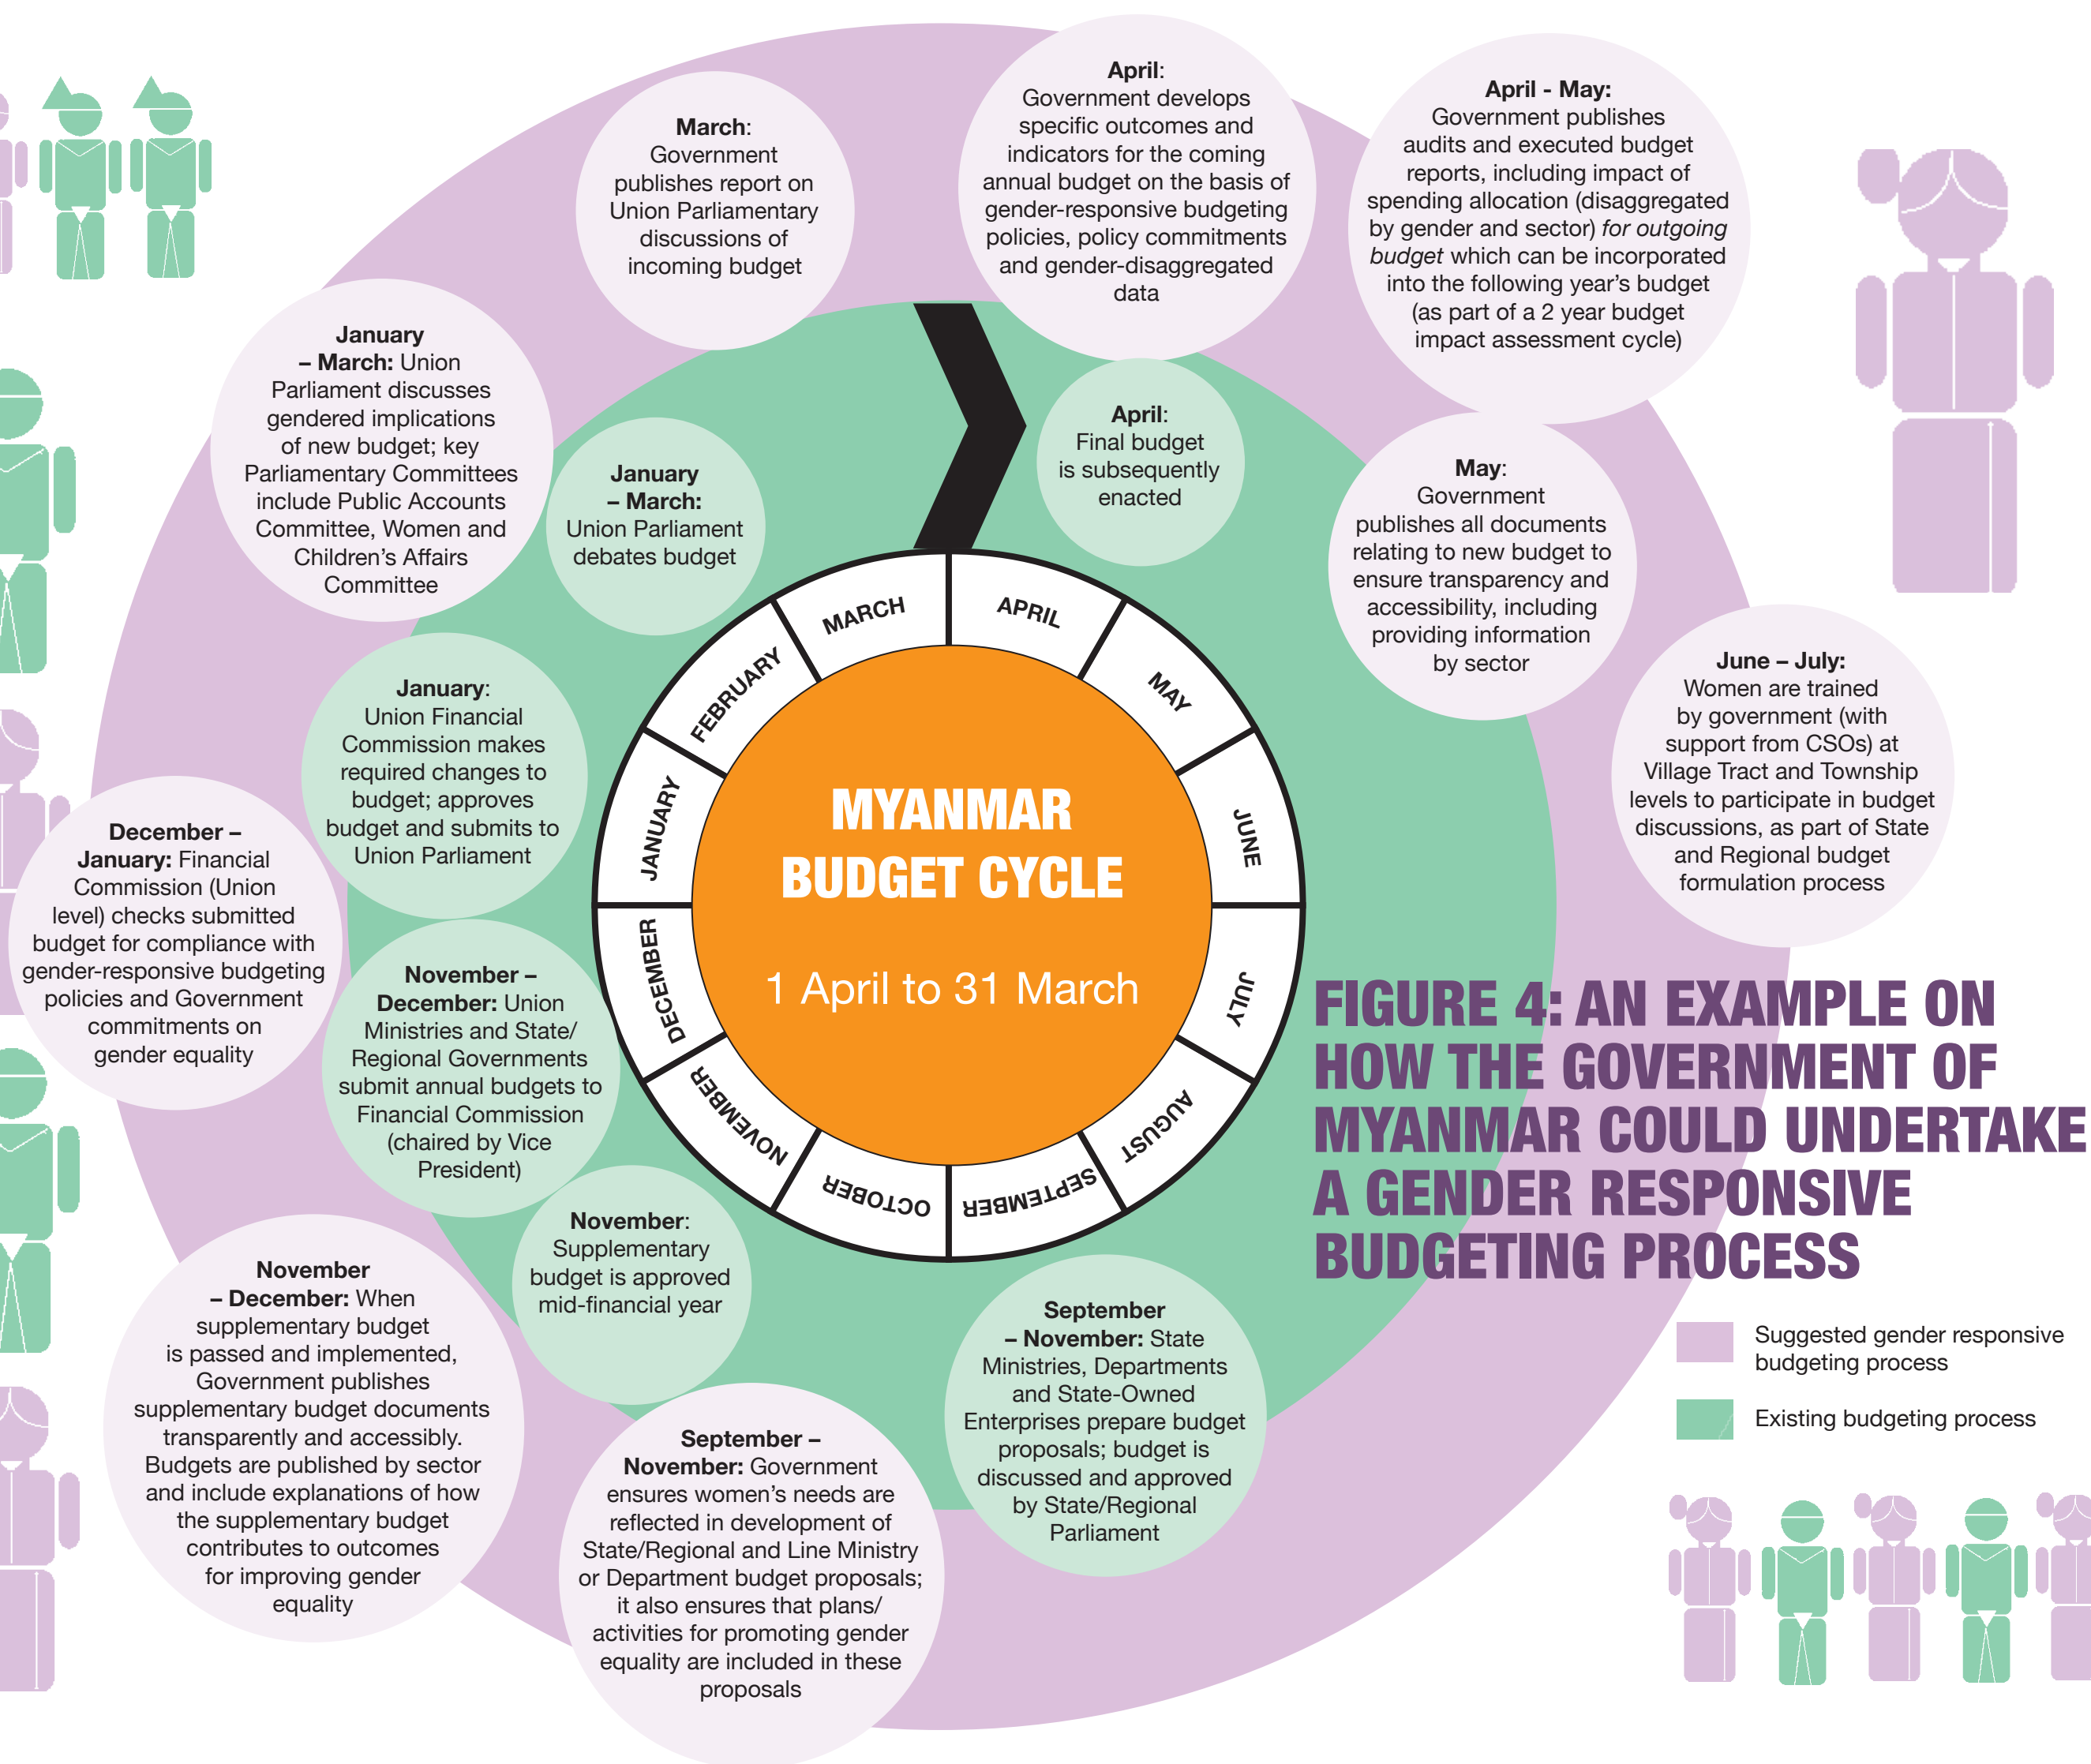 March:
Government
publishes report on
Union Parliamentary
discussions of
incoming budget
April:
Government develops
specific outcomes and
indicators for the coming
annual budget on the basis of
gender-responsive budgeting
policies, policy commitments
and gender-disaggregated
data
April - May:
Government publishes
audits and executed budget
reports, including impact of
spending allocation (disaggregated
by gender and sector) for outgoing
budget which can be incorporated
into the following year's budget
(as part of a 2 year budget
impact assessment cycle)
January
– March: Union
Parliament discusses
gendered implications
of new budget; key
Parliamentary Committees
include Public Accounts
Committee, Women and
Children's Affairs
Committee
January
– March:
Union Parliament
debates budget
April:
Final budget
is subsequently
enacted
May:
Government
publishes all documents
relating to new budget to
ensure transparency and
accessibility, including
providing information
by sector
June – July:
Women are trained
by government (with
support from CSOs) at
Village Tract and Township
levels to participate in budget
discussions, as part of State
and Regional budget
formulation process
January:
Union Financial
Commission makes
required changes to
budget; approves
budget and submits to
Union Parliament
December –
January: Financial
Commission (Union
level) checks submitted
budget for compliance with
gender-responsive budgeting
policies and Government
commitments on
gender equality
November –
December: Union
Ministries and State/
Regional Governments
submit annual budgets to
Financial Commission
(chaired by Vice
President)
APRIL
MAY
JUNE
JULY
AUGUST
SEPTEMBER
OCTOBER
NOVEMBER
DECEMBER
JANUARY
FEBRUARY
MARCH
MYANMAR
BUDGET CYCLE
1 April to 31 March
FIGURE 4: AN EXAMPLE ON
HOW THE GOVERNMENT OF
MYANMAR COULD UNDERTAKE
A GENDER RESPONSIVE
BUDGETING PROCESS
November:
Supplementary
budget is approved
mid-financial year
November
– December: When
supplementary budget
is passed and implemented,
Government publishes
supplementary budget documents
transparently and accessibly.
Budgets are published by sector
and include explanations of how
the supplementary budget
contributes to outcomes
for improving gender
equality
September –
November: Government
ensures women's needs are
reflected in development of
State/Regional and Line Ministry
or Department budget proposals;
it also ensures that plans/
activities for promoting gender
equality are included in these
proposals
September
– November: State
Ministries, Departments
and State-Owned
Enterprises prepare budget
proposals; budget is
discussed and approved
by State/Regional
Parliament
Suggested gender responsive
budgeting process
Existing budgeting process